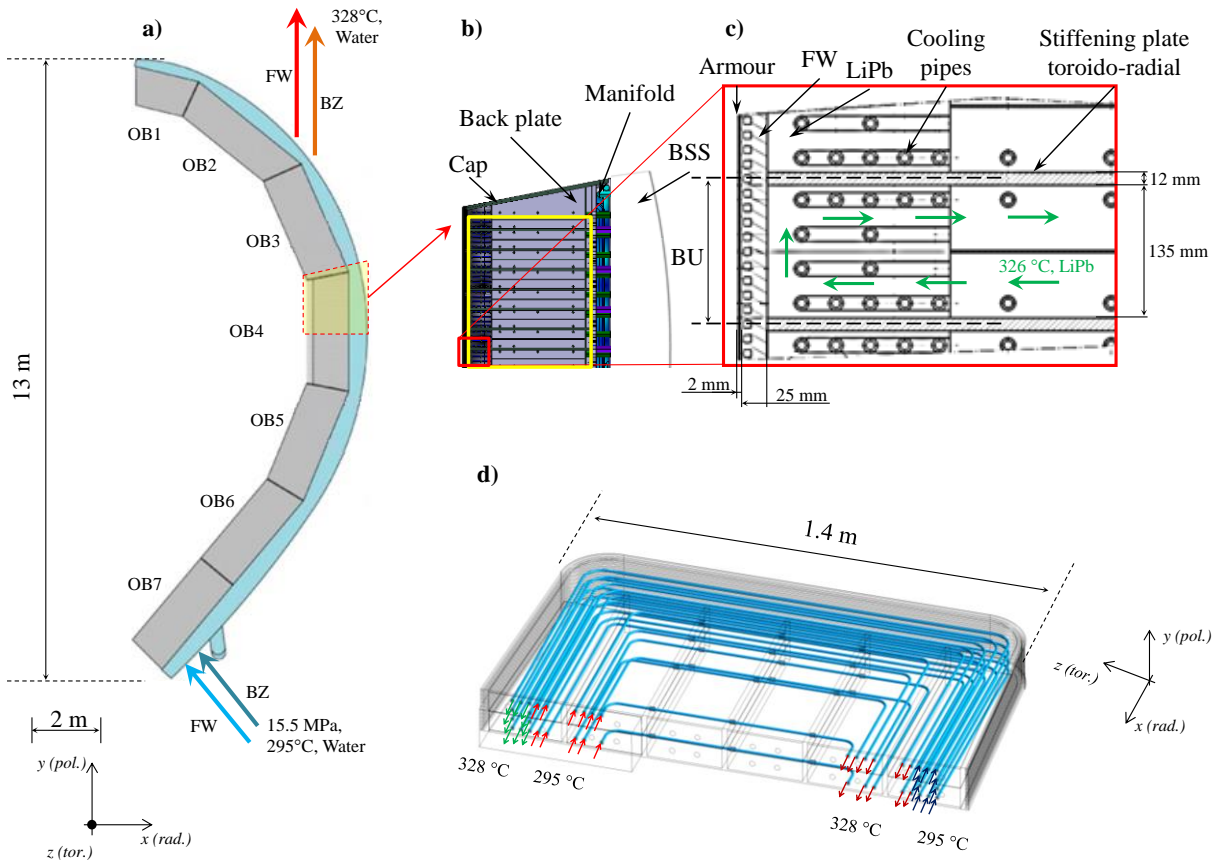 a)
328°C,
Water
FW
BZ
13 m
OB1
OB2
OB3
OB4
OB5
OB6
OB7
BZ
FW
15.5 MPa,
295°C, Water
2 m
y (pol.)
x (rad.)
z (tor.)
b)
Manifold
Back plate
Cap
BSS
c)
Armour
FW
LiPb
Cooling
pipes
Stiffening plate
toroido-radial
BU
12 mm
135 mm
326 °C, LiPb
2 mm
25 mm
d)
1.4 m
328 °C
295 °C
328 °C
295 °C
y (pol.)
z (tor.)
x (rad.)